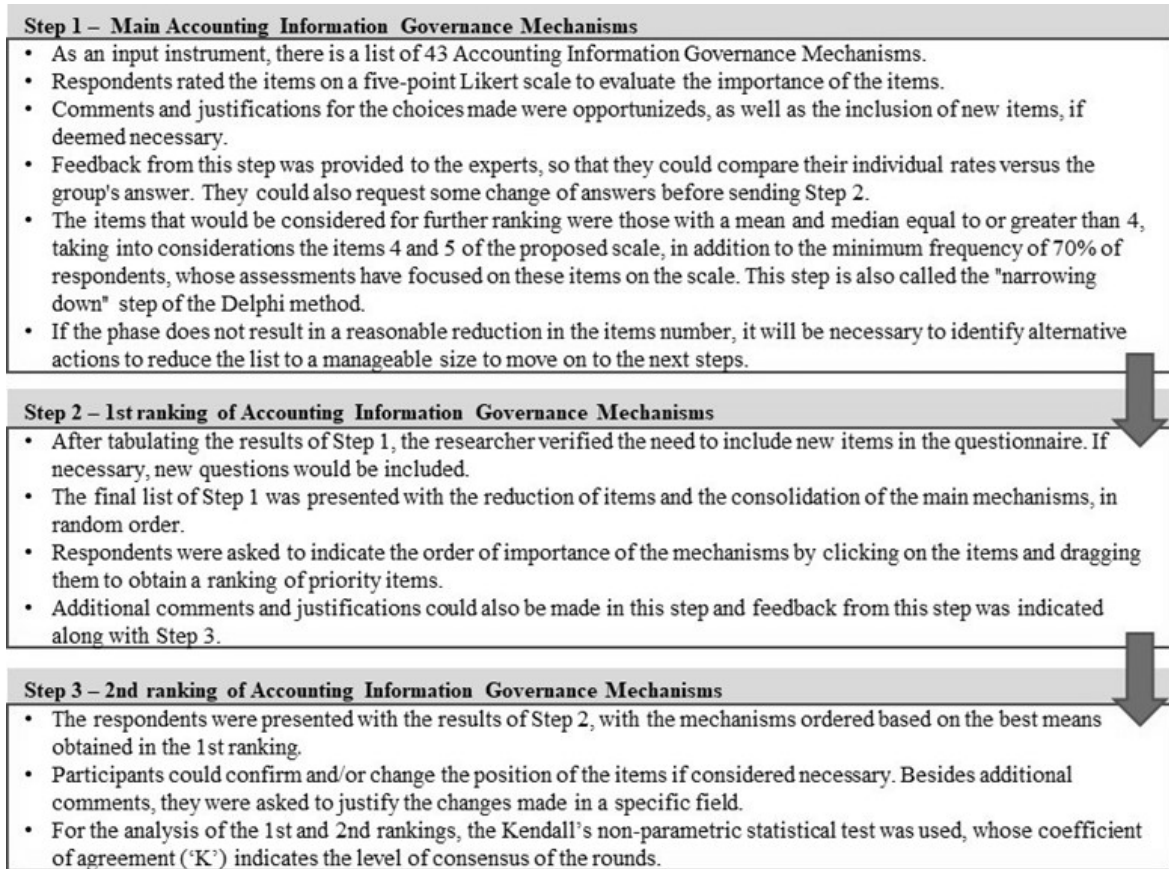 Step 1 – Main Accounting Information Governance Mechanisms
• As an input instrument, there is a list of 43 Accounting Information Governance Mechanisms.
• Respondents rated the items on a five-point Likert scale to evaluate the importance of the items.
• Comments and justifications for the choices made were opportunizeds, as well as the inclusion of new items, if
deemed necessary.
• Feedback from this step was provided to the experts, so that they could compare their individual rates versus the
group's answer. They could also request some change of answers before sending Step 2.
• The items that would be considered for further ranking were those with a mean and median equal to or greater than 4,
taking into considerations the items 4 and 5 of the proposed scale, in addition to the minimum frequency of 70% of
respondents, whose assessments have focused on these items on the scale. This step is also called the "narrowing
down" step of the Delphi method.
• If the phase does not result in a reasonable reduction in the items number, it will be necessary to identify alternative
actions to reduce the list to a manageable size to move on to the next steps.
Step 2 – 1st ranking of Accounting Information Governance Mechanisms
• After tabulating the results of Step 1, the researcher verified the need to include new items in the questionnaire. If
necessary, new questions would be included.
• The final list of Step 1 was presented with the reduction of items and the consolidation of the main mechanisms, in
random order.
• Respondents were asked to indicate the order of importance of the mechanisms by clicking on the items and dragging
them to obtain a ranking of priority items.
• Additional comments and justifications could also be made in this step and feedback from this step was indicated
along with Step 3.
Step 3 – 2nd ranking of Accounting Information Governance Mechanisms
• The respondents were presented with the results of Step 2, with the mechanisms ordered based on the best means
obtained in the 1st ranking.
• Participants could confirm and/or change the position of the items if considered necessary. Besides additional
comments, they were asked to justify the changes made in a specific field.
• For the analysis of the 1st and 2nd rankings, the Kendall’s non-parametric statistical test was used, whose coefficient
of agreement (‘K’) indicates the level of consensus of the rounds.